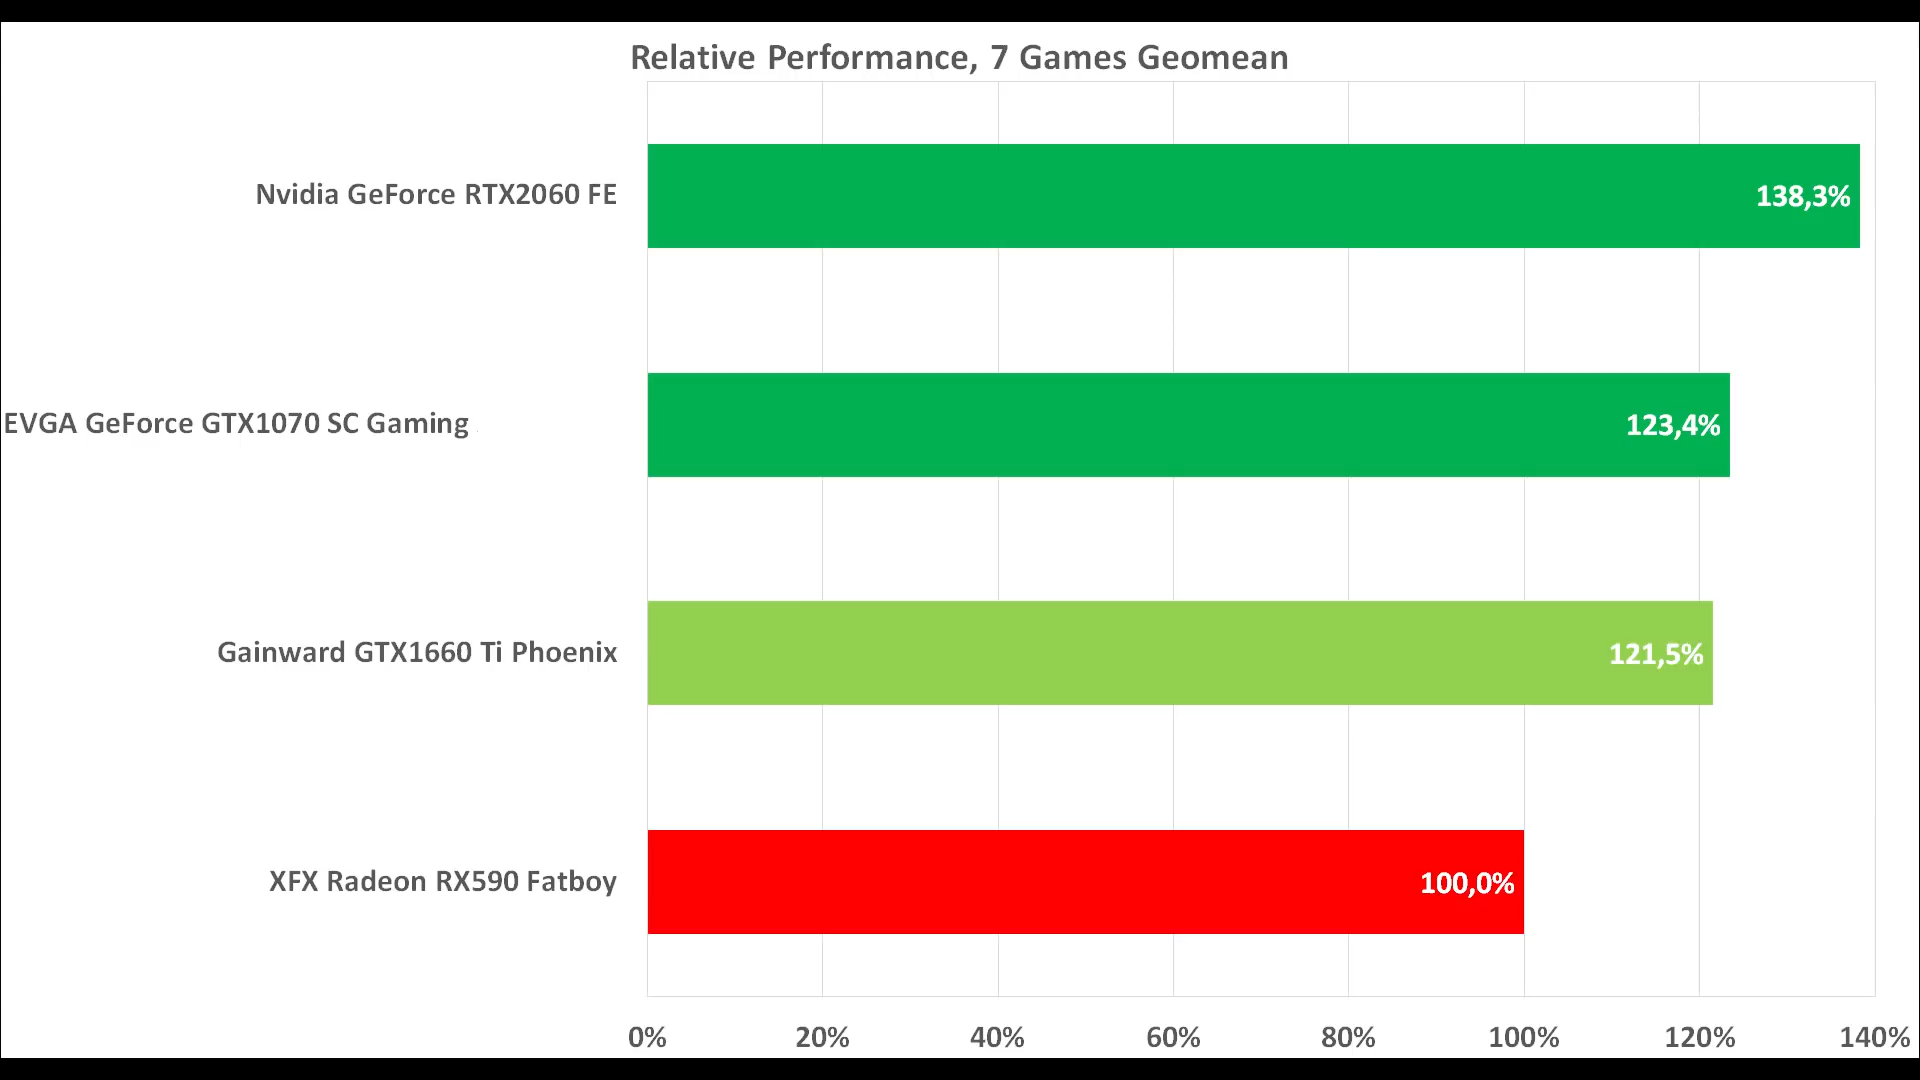 Relative Performance, 7 Games Geomean
Nvidia GeForce RTX2060 FE
138,3%
EVGA GeForce GTX1070 SC Gaming
123,4%
Gainward GTX1660 Ti Phoenix
121,5%
XFX Radeon RX590 Fatboy
100,0%
0% 20% 40% 60% 80% 100% 120% 140%